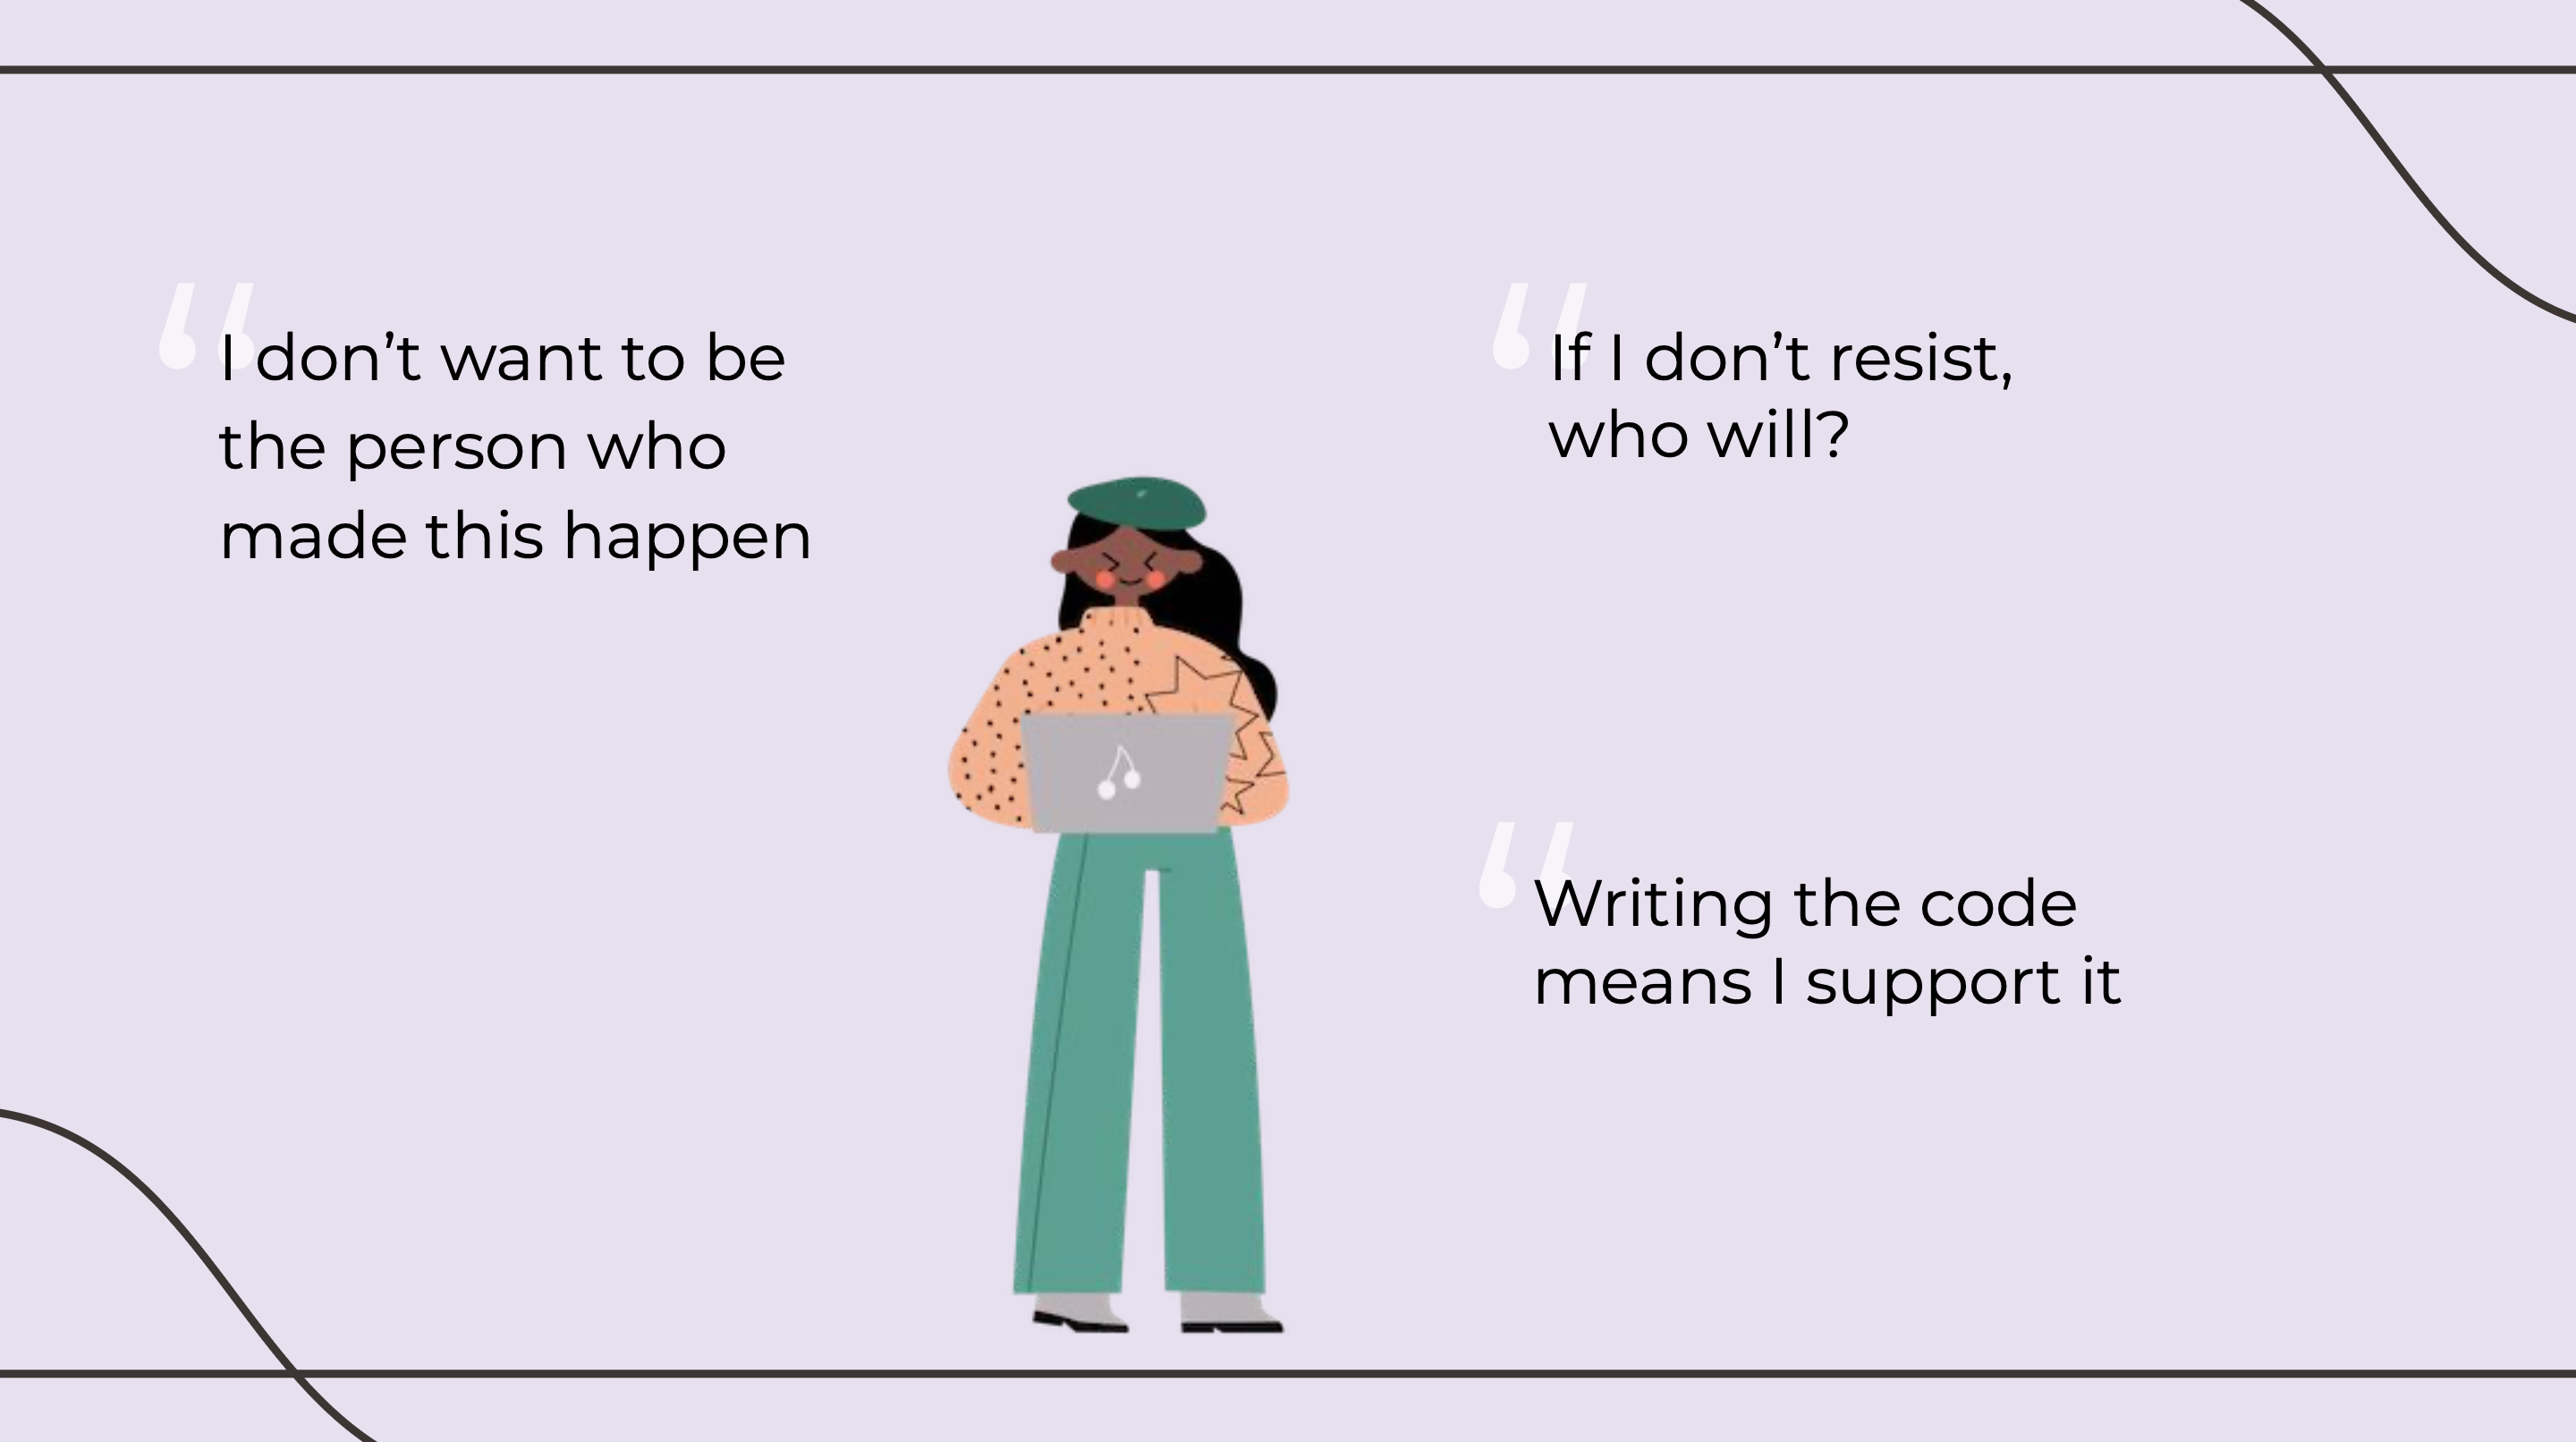 “I don’t want to be
the person who
made this happen
“If I don’t resist,
who will?
“Writing the code
means I support it